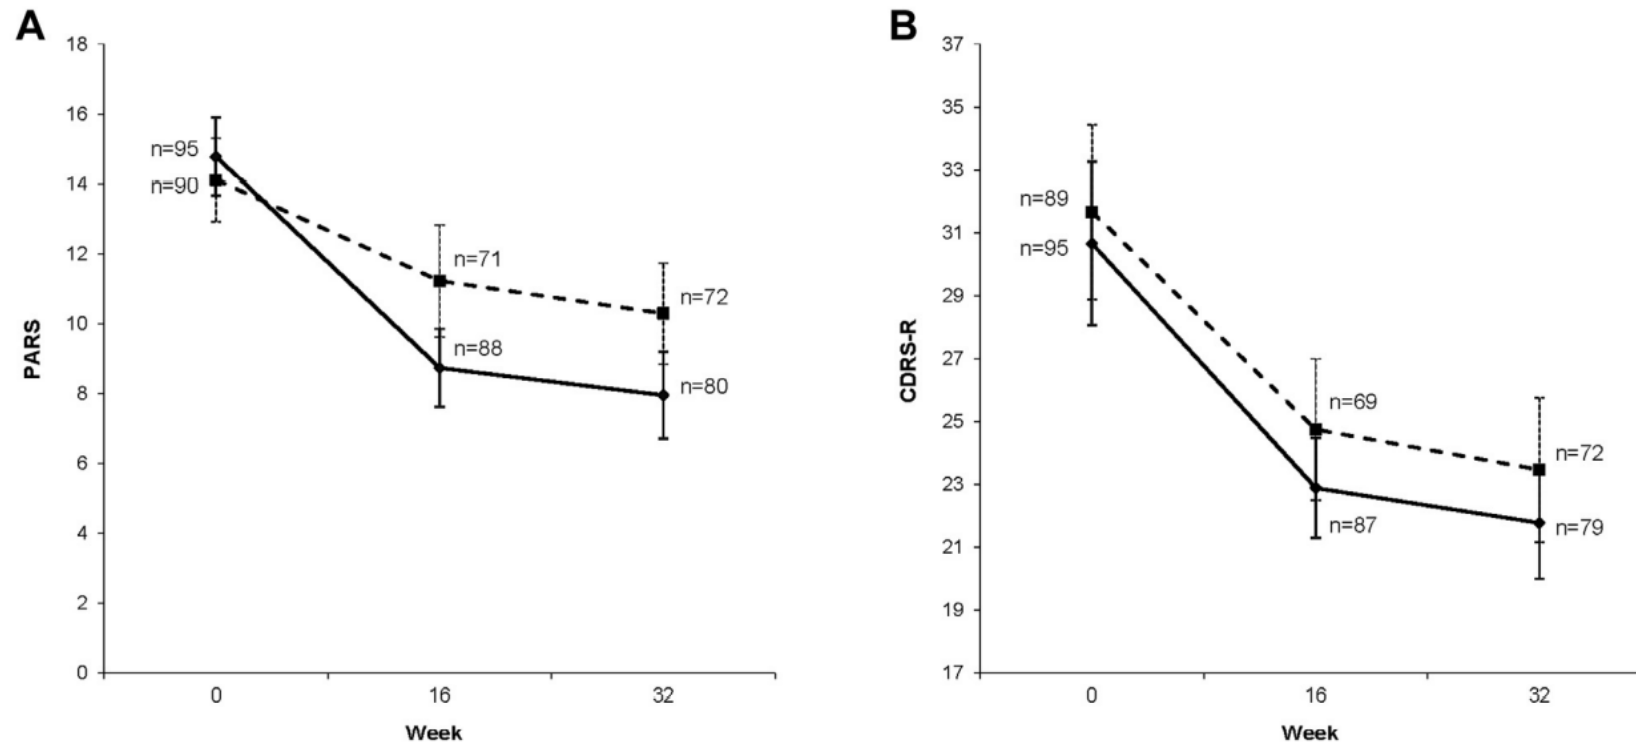 A
18
16
14
12
10
8
6
4
2
0
PARS
n=95
n=90
n=71
n=88
n=72
n=80
0 16 32
Week
B
37
35
33
31
29
27
25
23
21
19
17
CDRS-R
n=89
n=95
n=69
n=87
n=72
n=79
0 16 32
Week